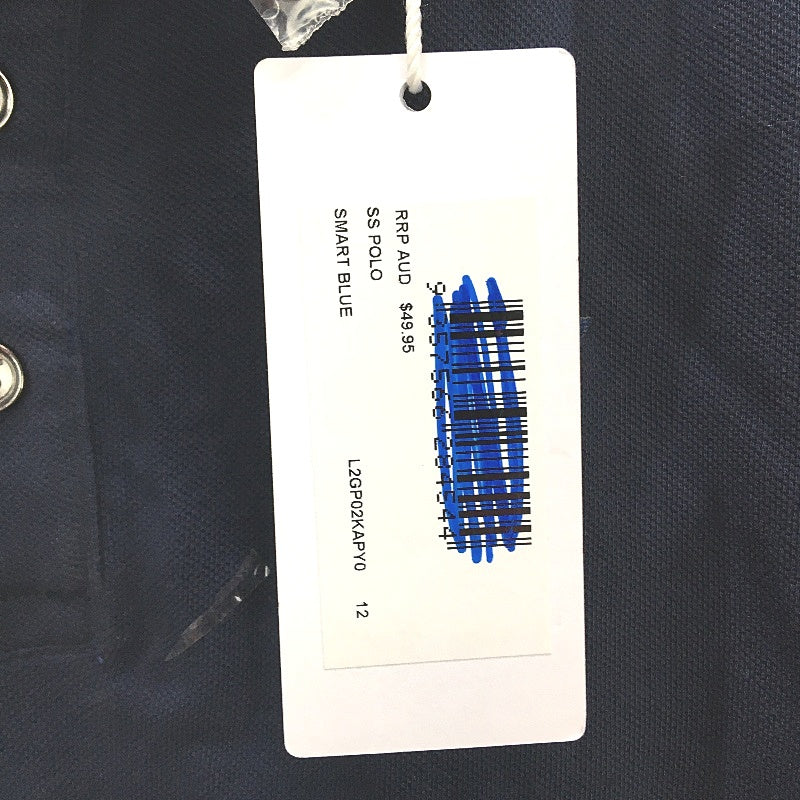 RRP AUD $49.95
SS POLO
SMART BLUE
L2GP02KAPY0 12